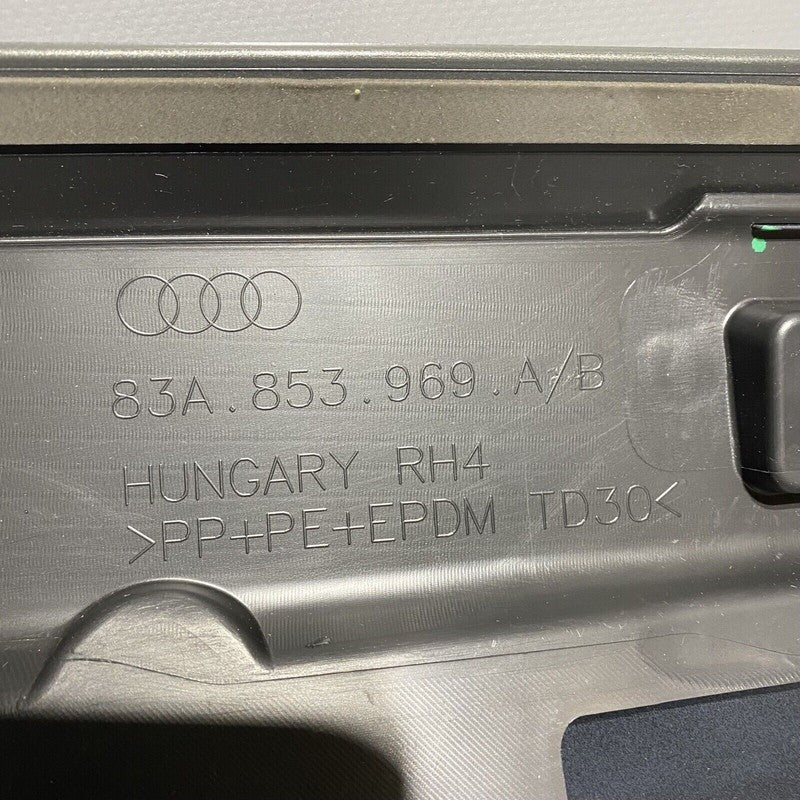 83A.853.969.A/B
HUNGARY RH4
>PP+PE+EPDM TD30<